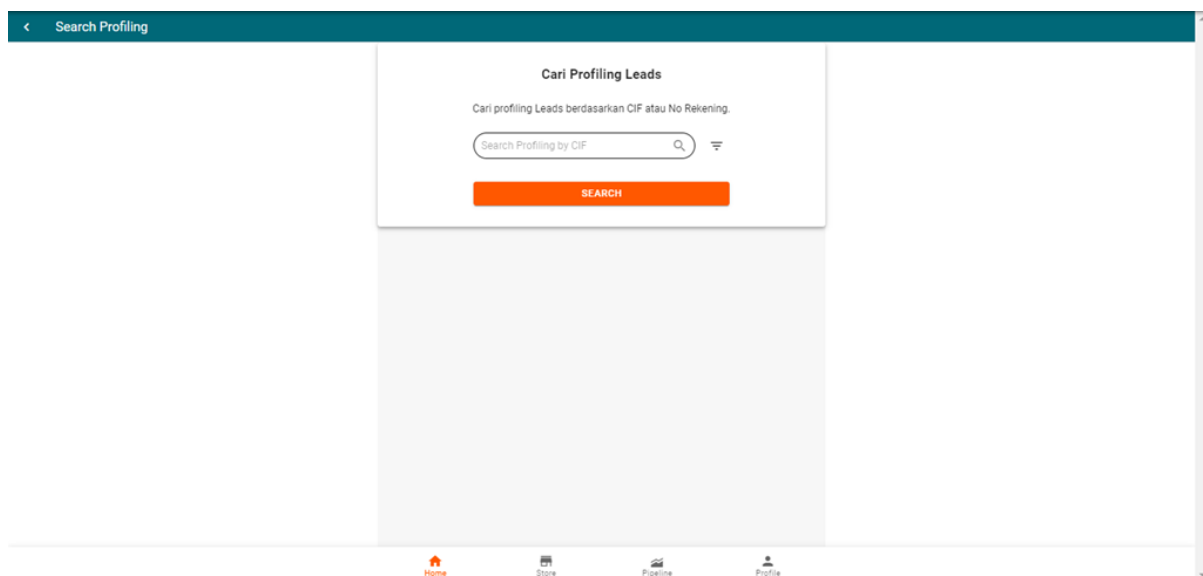 Search Profiling
Cari Profiling Leads
Cari profiling Leads berdasarkan CIF atau No Rekening.
Search Profiling by CIF
SEARCH
Home
Store
Pipeline
Profile